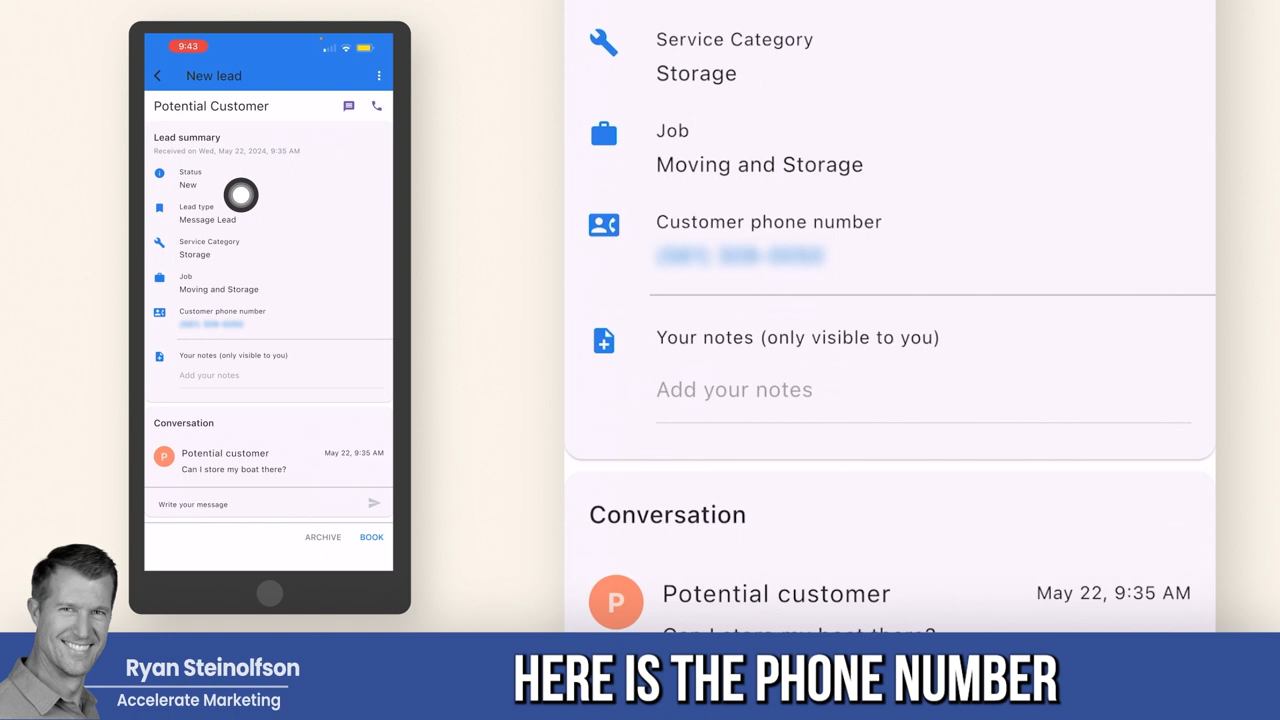 9:43
New lead
Potential Customer
Lead summary
Received on Wed, May 22, 2024, 9:35 AM
Status
New
Lead type
Message Lead
Service Category
Storage
Job
Moving and Storage
Customer phone number
Your notes (only visible to you)
Add your notes
Conversation
P
Potential customer
May 22, 9:35 AM
Can I store my boat there?
Write your message
ARCHIVE
BOOK
Service Category
Storage
Job
Moving and Storage
Customer phone number
Your notes (only visible to you)
Add your notes
Conversation
P
Potential customer
May 22, 9:35 AM
Can I store my boat there?
Ryan Steinolfson
Accelerate Marketing
HERE IS THE PHONE NUMBER